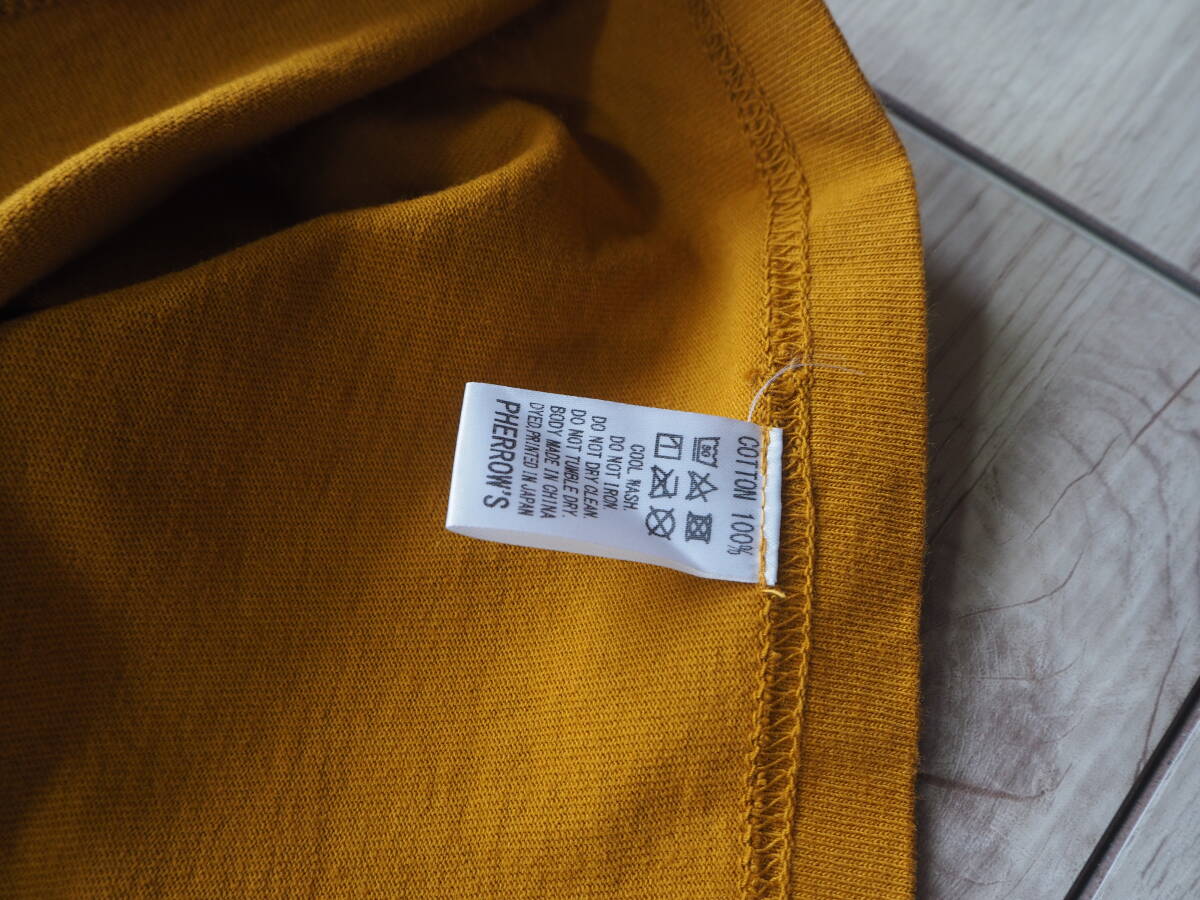 COTTON 100%
COOL WASH.
DO NOT IRON.
DO NOT DRY CLEAN.
DO NOT TUMBLE DRY.
BODY MADE IN CHINA
DYED,PRINTED IN JAPAN
PHERROW'S